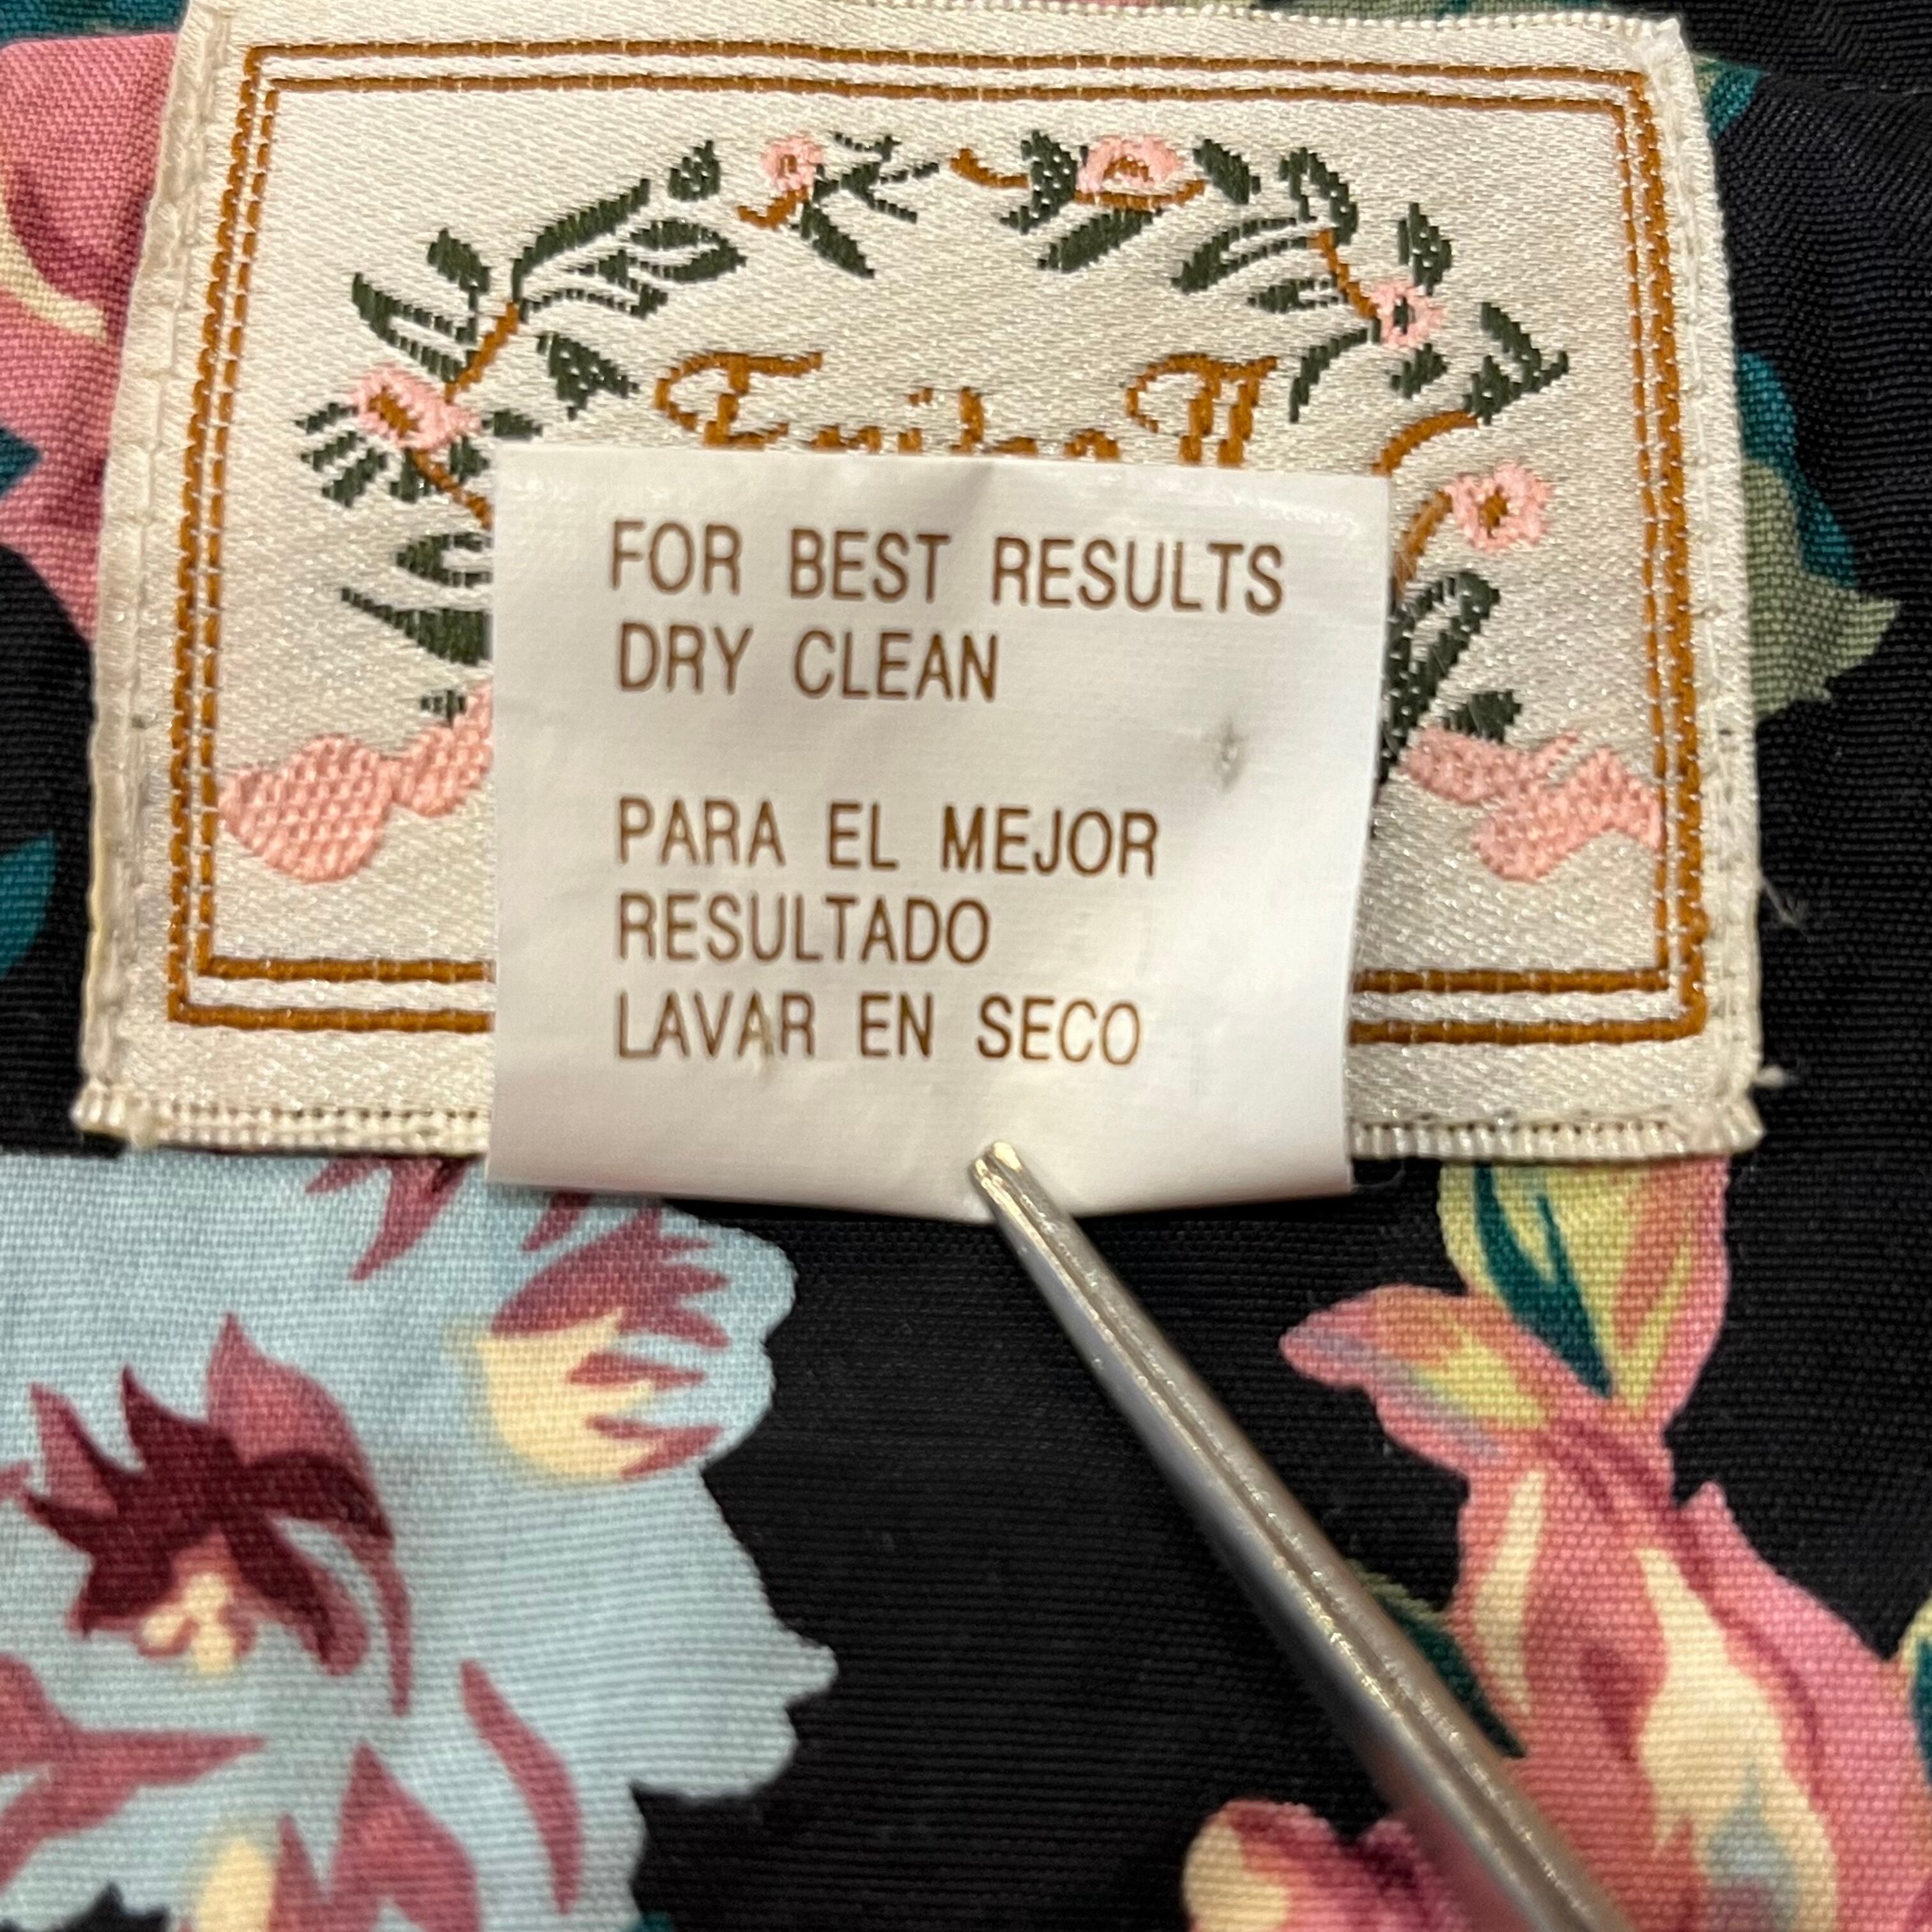 FOR BEST RESULTS
DRY CLEAN
PARA EL MEJOR
RESULTADO
LAVAR EN SECO